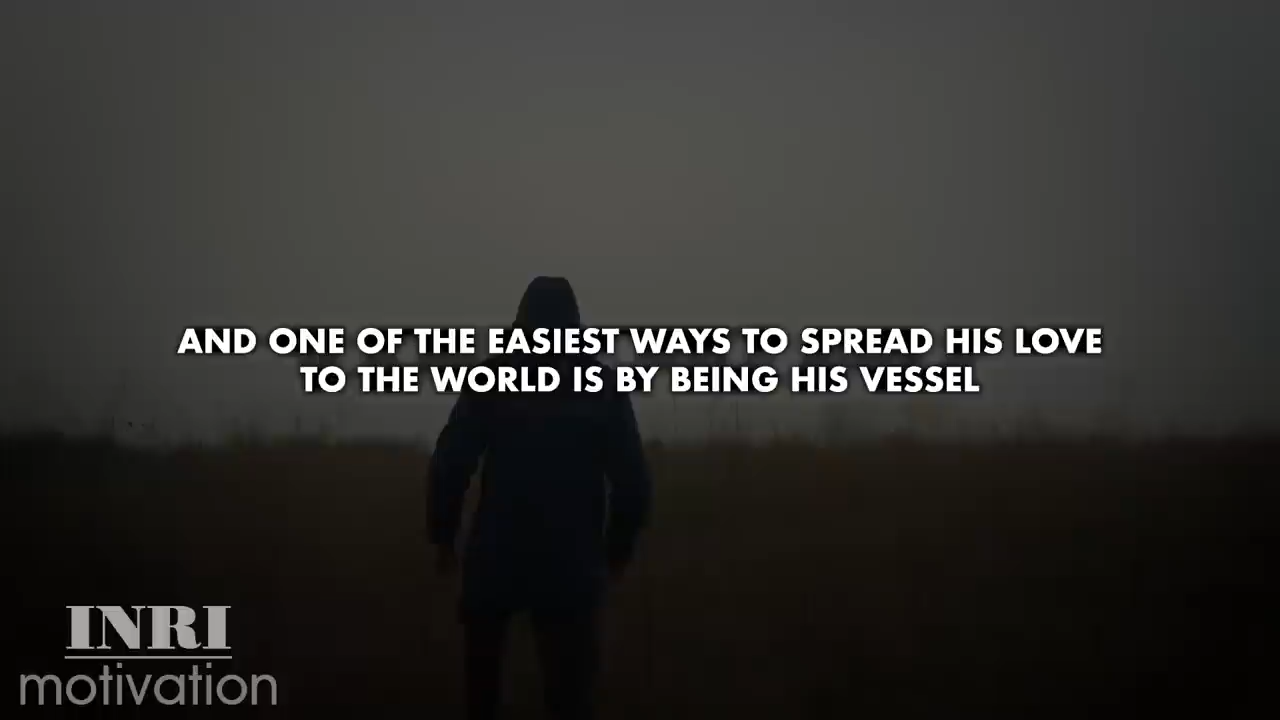 AND ONE OF THE EASIEST WAYS TO SPREAD HIS LOVE
TO THE WORLD IS BY BEING HIS VESSEL
INRI
motivation